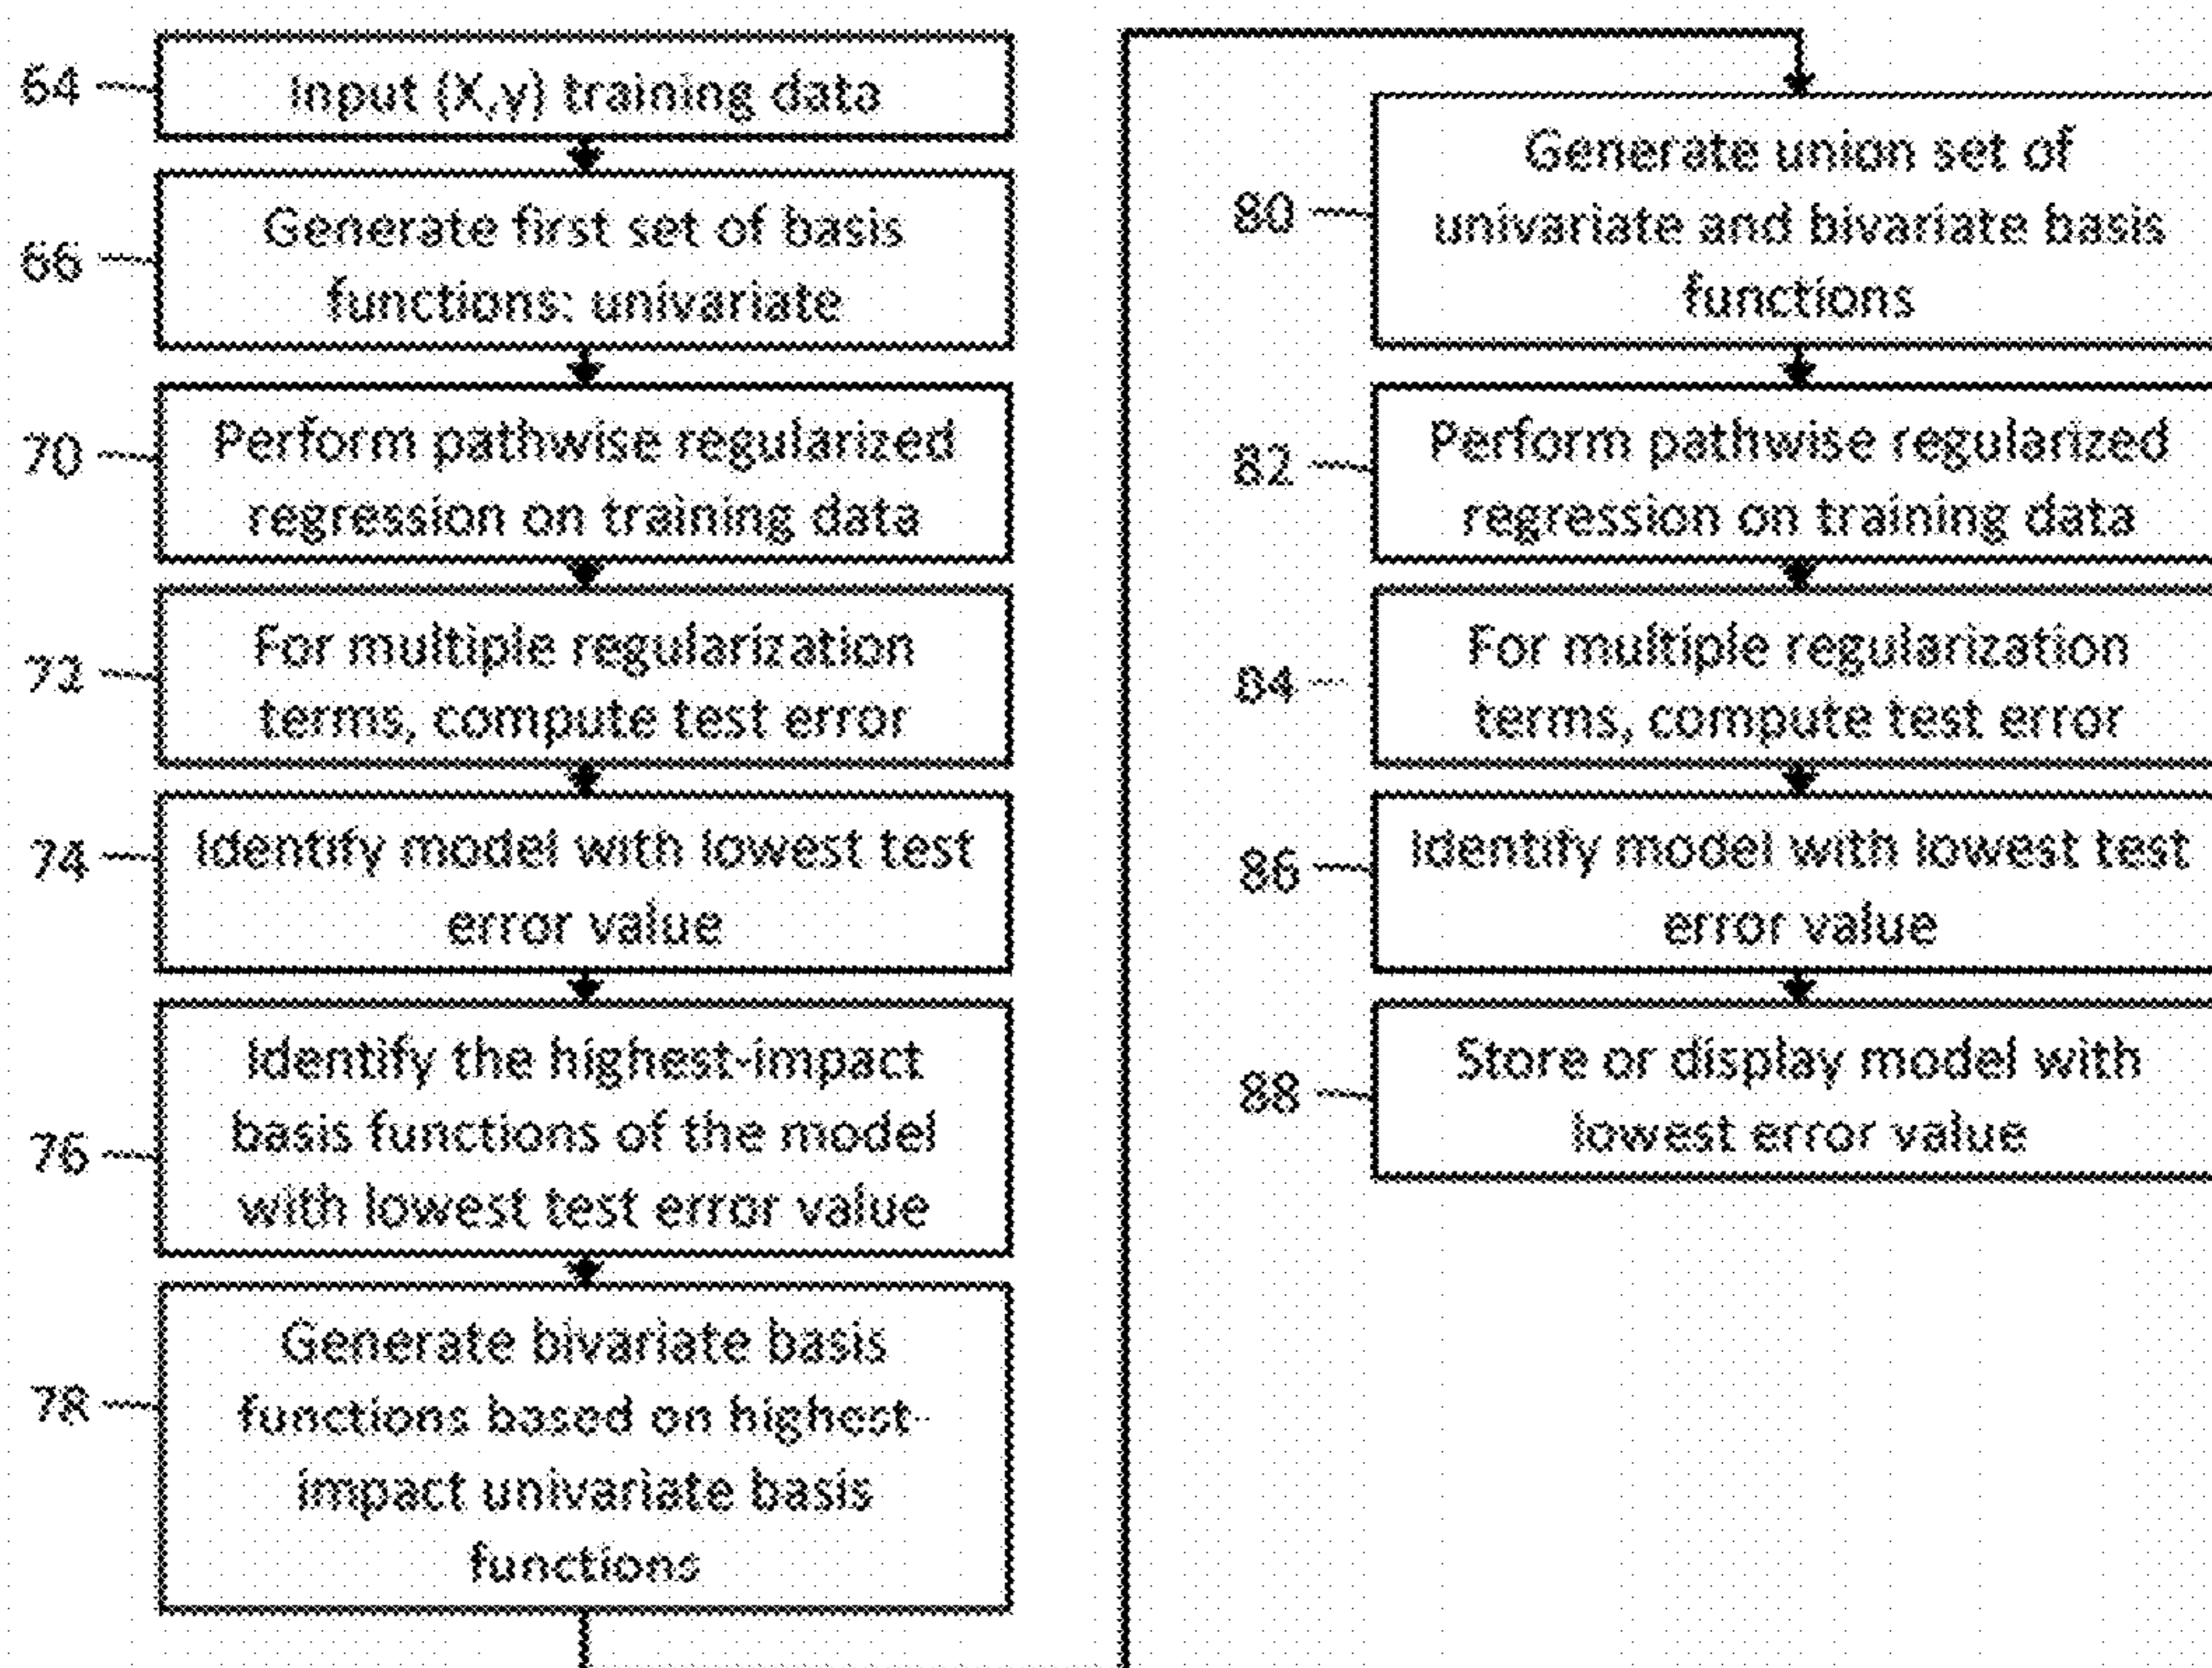 64
Input (X,y) training data
66
Generate first set of basis
functions: univariate
70
Perform pathwise regularized
regression on training data
72
For multiple regularization
terms, compute test error
74
Identify model with lowest test
error value
76
Identify the highest-impact
basis functions of the model
with lowest test error value
78
Generate bivariate basis
functions based on highest-
impact univariate basis
functions
80
Generate union set of
univariate and bivariate basis
functions
82
Perform pathwise regularized
regression on training data
84
For multiple regularization
terms, compute test error
86
Identify model with lowest test
error value
88
Store or display model with
lowest error value